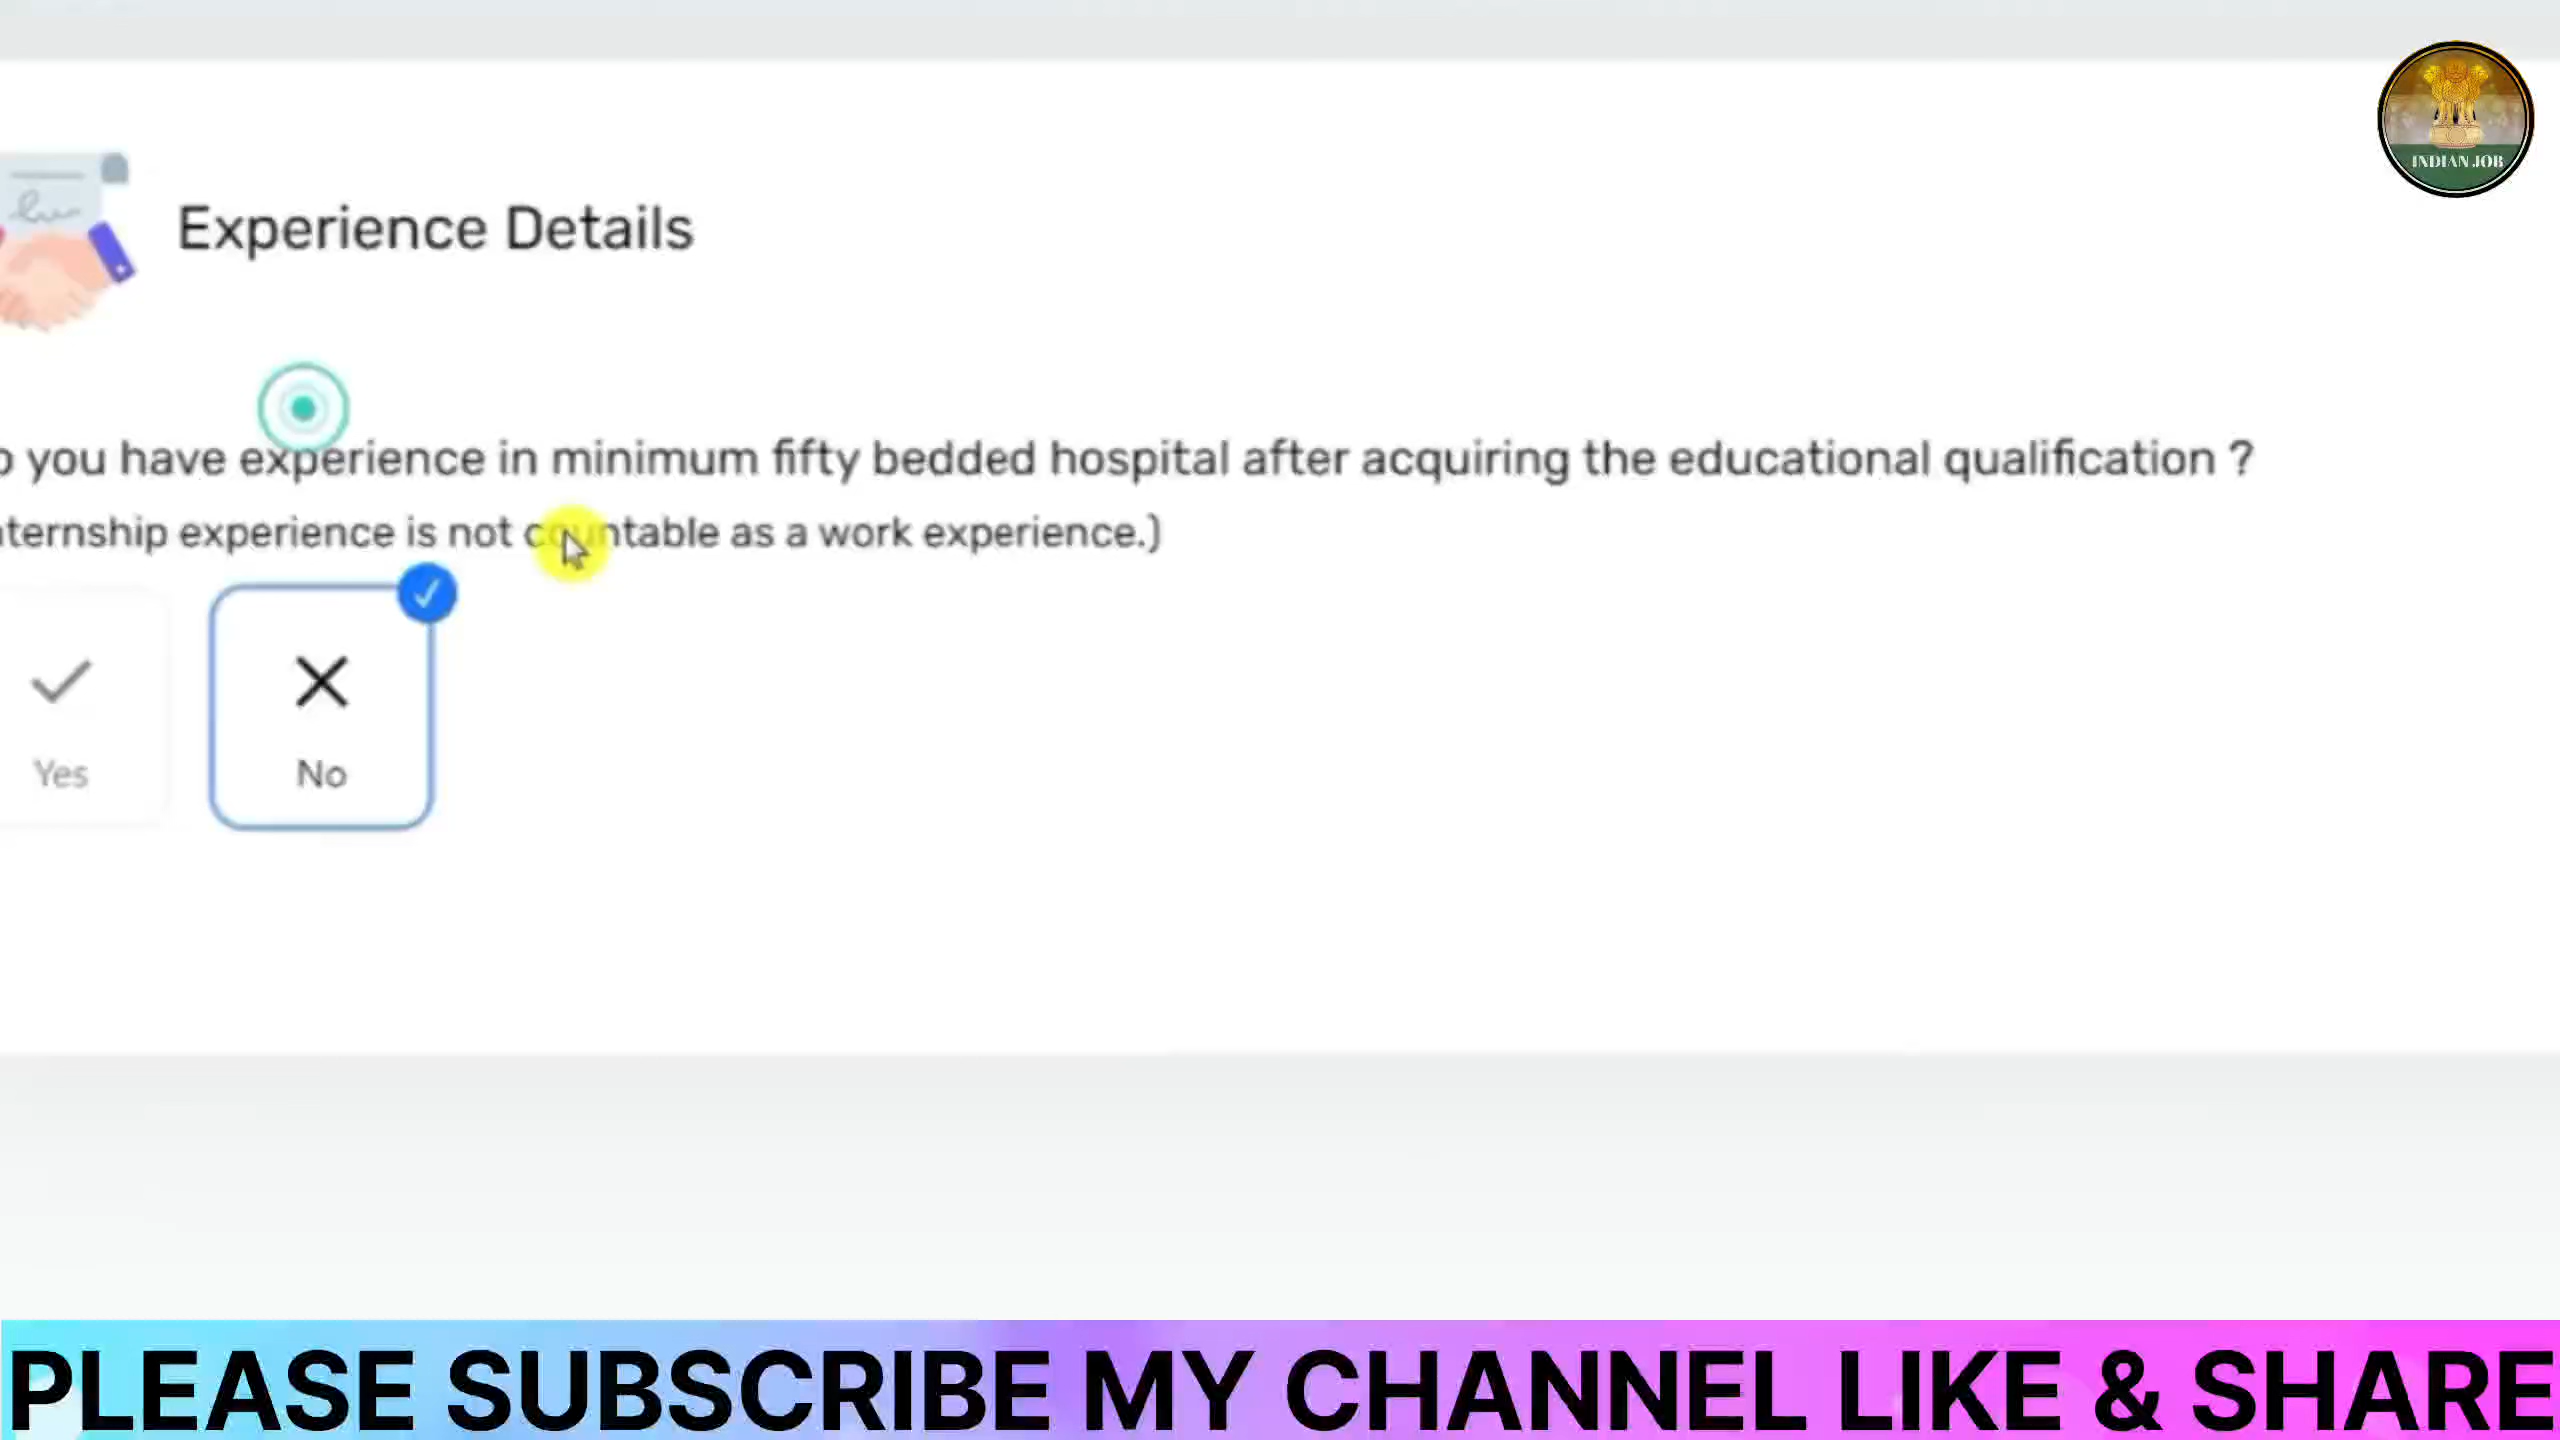 INDIAN JOB
Experience Details
you have experience in minimum fifty bedded hospital after acquiring the educational qualification ?
experience is not countable as a work experience.)
Yes
No
PLEASE SUBSCRIBE MY CHANNEL LIKE & SHARE